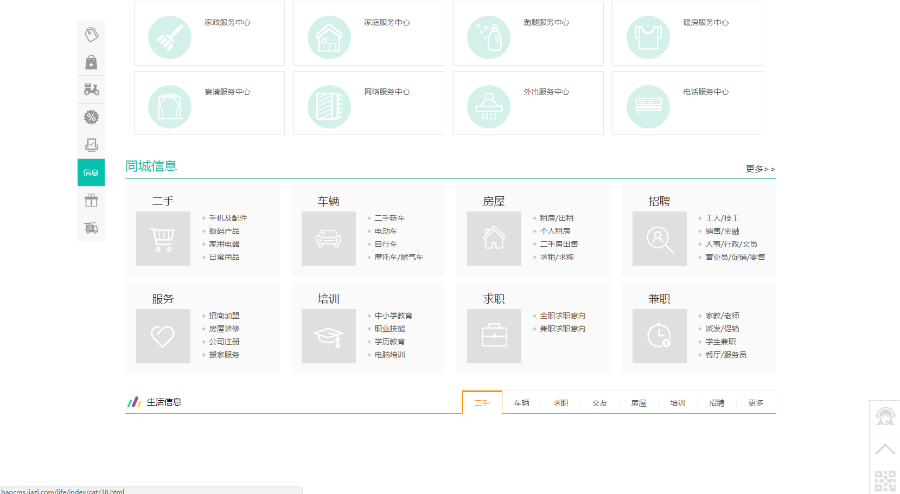 家政服务中心
家庭服务中心
跑腿服务中心
建房服务中心
宴请服务中心
网络服务中心
外出服务中心
电话服务中心
信息
同城信息
更多>>
二手
手机及配件
数码产品
家用电器
日常用品
车辆
二手轿车
电动车
自行车
摩托车/燃气车
房屋
租房/出租
个人租房
二手房出售
求租/求购
招聘
工人/技工
销售/金融
人事/行政/文员
营业员/促销/零售
服务
招商加盟
房屋装修
公司注册
搬家服务
培训
中小学教育
职业技能
学历教育
电脑培训
求职
全职求职意向
兼职求职意向
兼职
家教/老师
派发/促销
学生兼职
餐厅/服务员
生活信息
二手
车辆
求职
交友
房屋
培训
招聘
更多
baocms.jiazl.com/life/index/cat/38.html